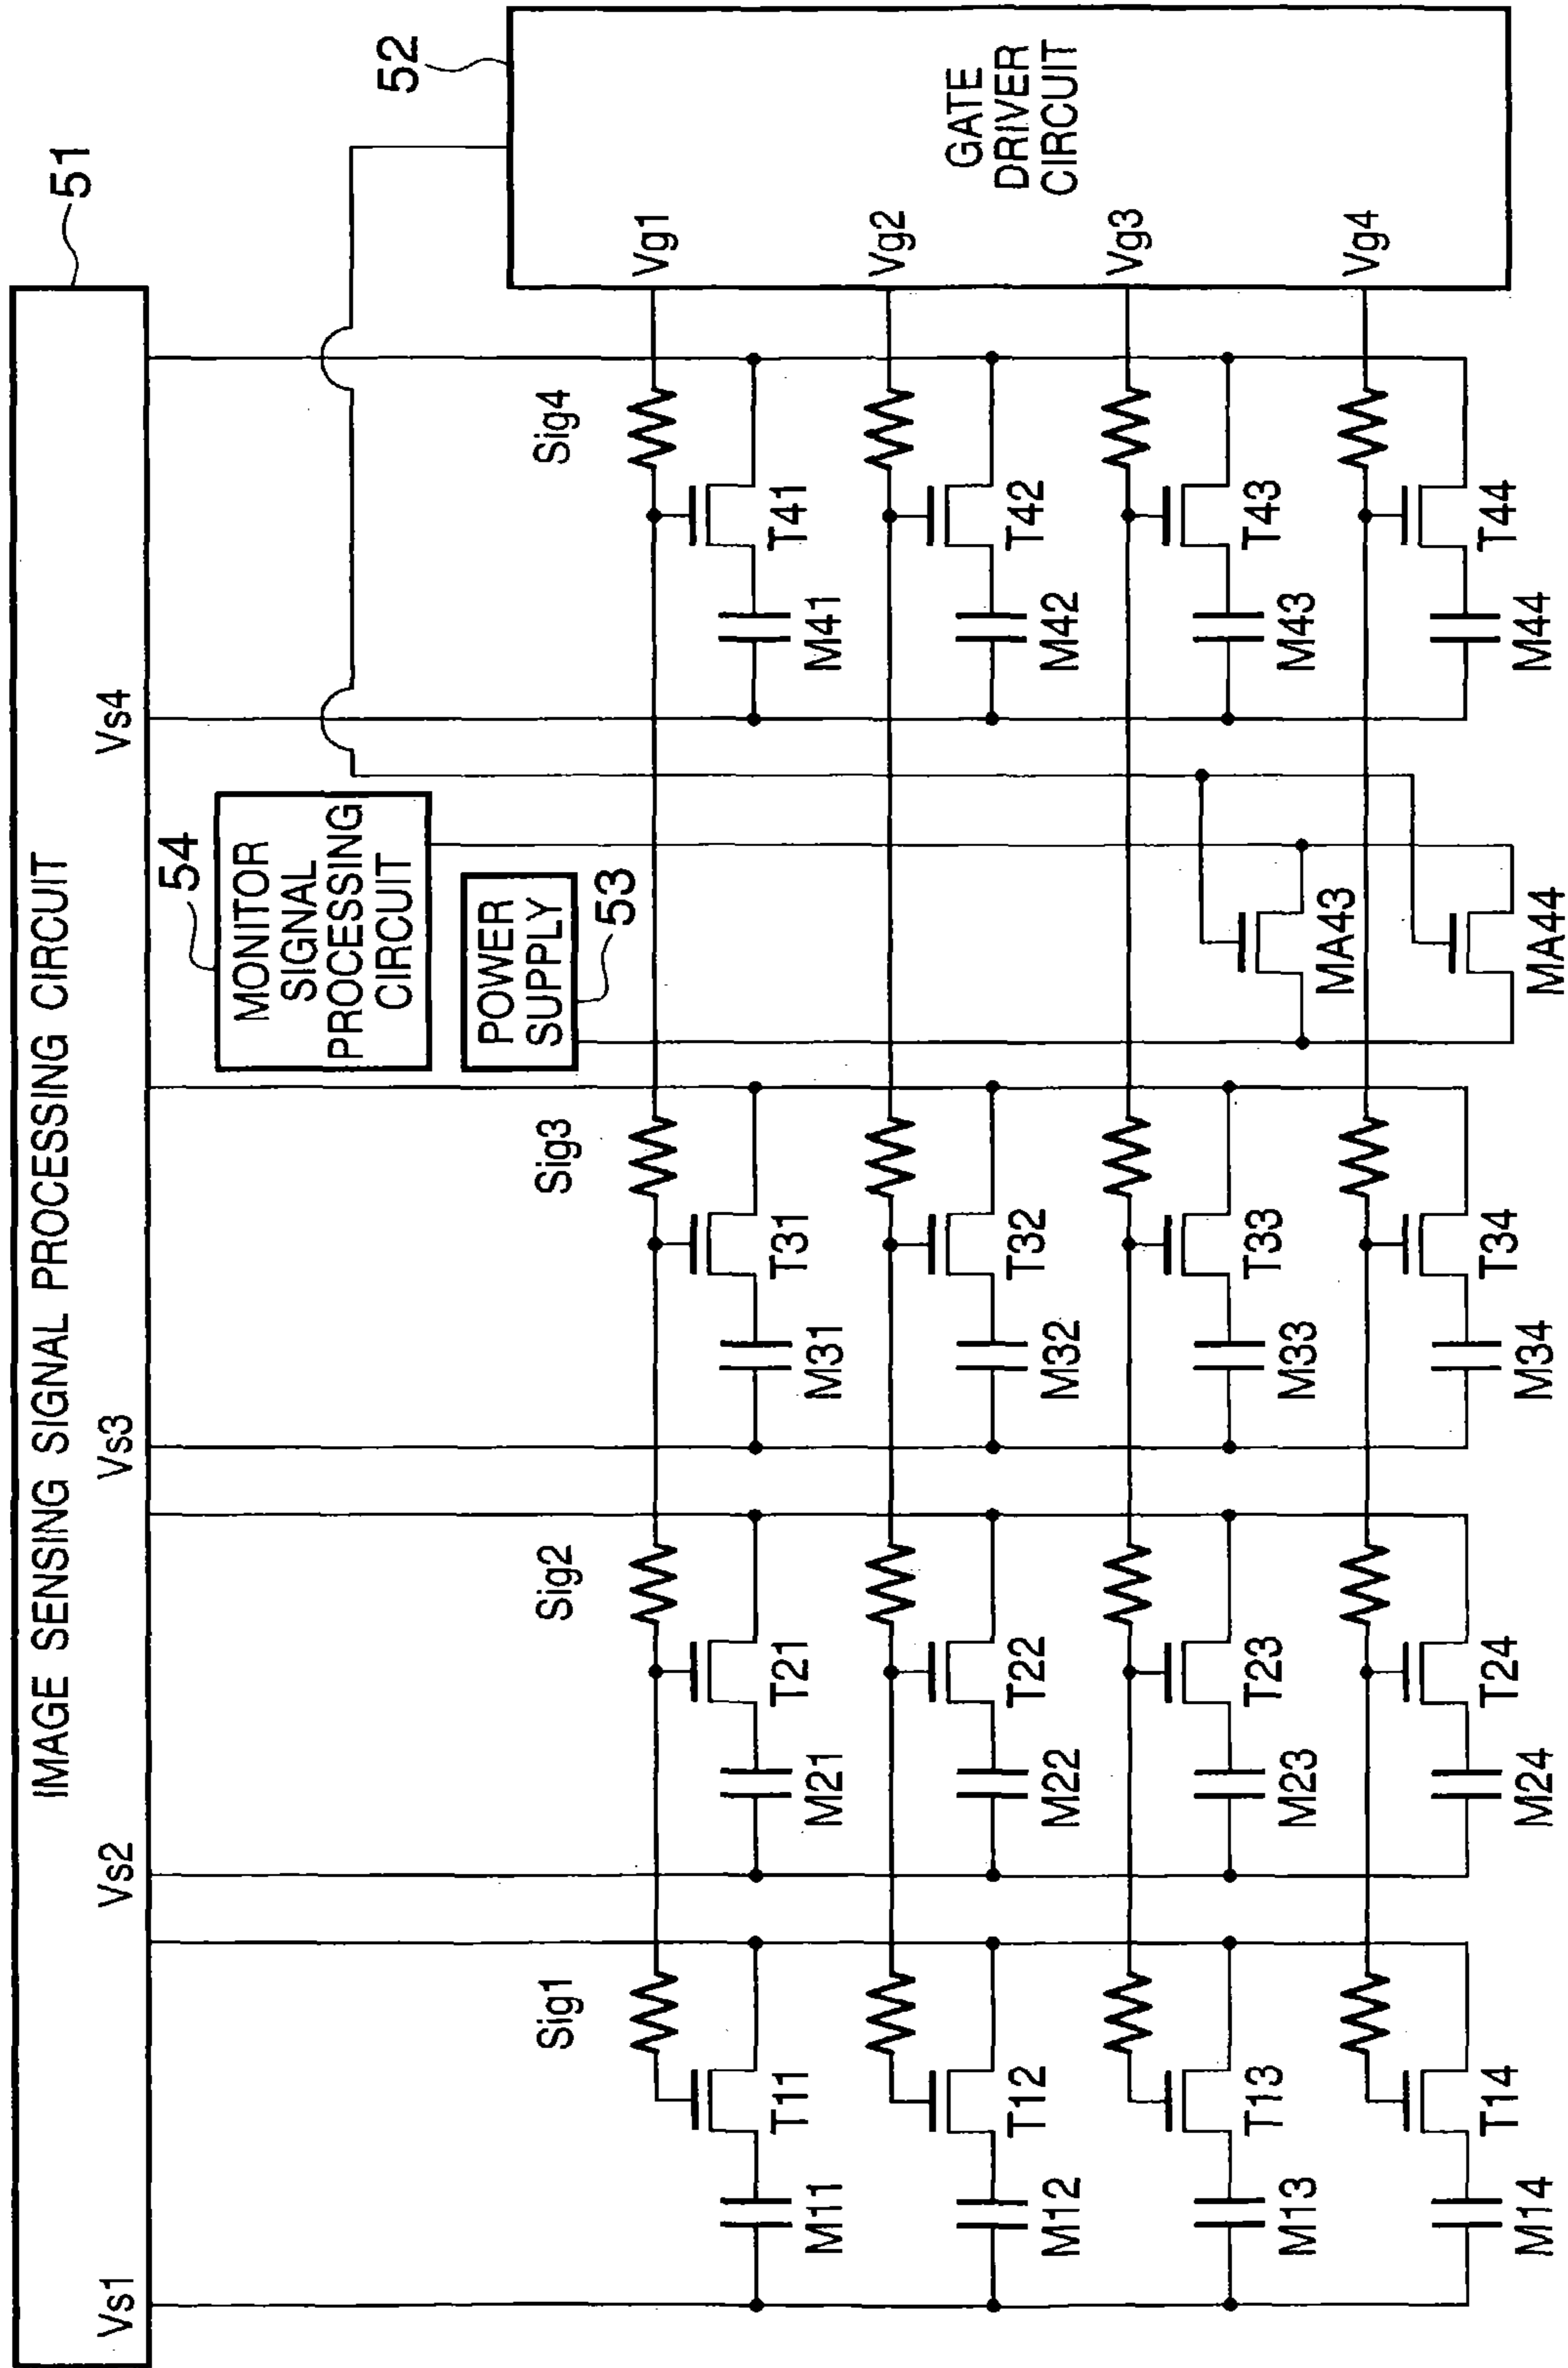 IMAGE SENSING SIGNAL PROCESSING CIRCUIT
51
Vs1
Vs2
Vs3
Vs4
54
MONITOR
SIGNAL
PROCESSING
CIRCUIT
POWER
SUPPLY
53
52
GATE
DRIVER
CIRCUIT
Sig1
Sig2
Sig3
Sig4
Vg1
M11
T11
M21
T21
M31
T31
M41
T41
Vg2
M12
T12
M22
T22
M32
T32
M42
T42
Vg3
M13
T13
M23
T23
M33
T33
MA43
M43
T43
Vg4
M14
T14
M24
T24
M34
T34
MA44
M44
T44